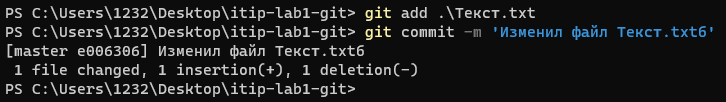 PS C:\Users\1232\Desktop\itip-lab1-git> git add .\Текст.txt
PS C:\Users\1232\Desktop\itip-lab1-git> git commit -m 'Изменил файл Текст.txtб'
[master e006306] Изменил файл Текст.txtб
 1 file changed, 1 insertion(+), 1 deletion(-)
PS C:\Users\1232\Desktop\itip-lab1-git>